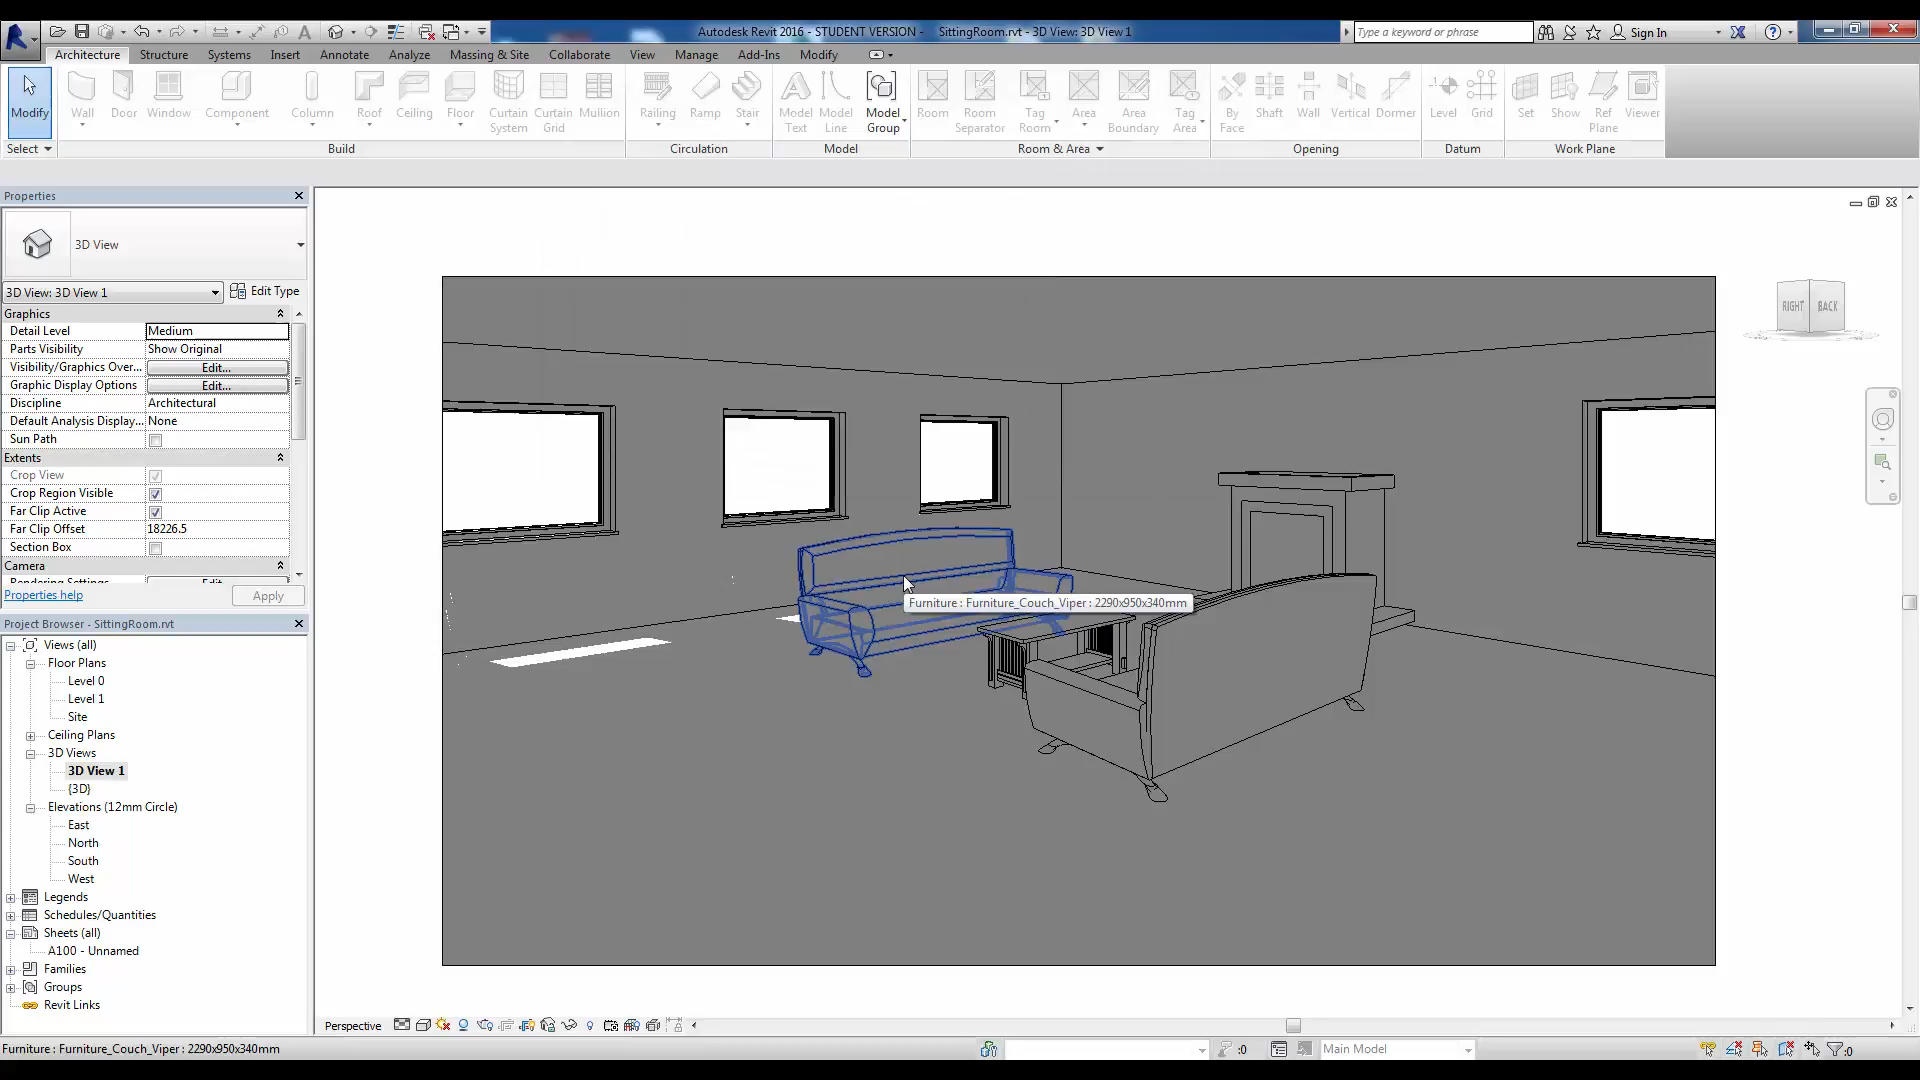 Autodesk Revit 2016 - STUDENT VERSION - SittingRoom.rvt - 3D View: 3D View 1
Type a keyword or phrase
Sign In
Architecture Structure Systems Insert Annotate Analyze Massing & Site Collaborate View Manage Add-Ins Modify
Modify Wall Door Window Component Column Roof Ceiling Floor Curtain System Curtain Grid Mullion Railing Ramp Stair Model Text Model Line Model Group Room Room Separator Tag Room Area Area Boundary Tag Area By Face Shaft Wall Vertical Dormer Level Grid Set Show Ref Plane Viewer
Select Build Circulation Model Room & Area Opening Datum Work Plane
Properties
3D View
3D View: 3D View 1 Edit Type
Graphics
Detail Level Medium
Parts Visibility Show Original
Visibility/Graphics Over... Edit...
Graphic Display Options Edit...
Discipline Architectural
Default Analysis Display... None
Sun Path
Extents
Crop View
Crop Region Visible
Far Clip Active
Far Clip Offset 18226.5
Section Box
Camera
Rendering Settings Edit...
Properties help Apply
Project Browser - SittingRoom.rvt
Views (all)
Floor Plans
Level 0
Level 1
Site
Ceiling Plans
3D Views
3D View 1
{3D}
Elevations (12mm Circle)
East
North
South
West
Legends
Schedules/Quantities
Sheets (all)
A100 - Unnamed
Families
Groups
Revit Links
RIGHT BACK
Furniture : Furniture_Couch_Viper : 2290x950x340mm
Perspective
Furniture : Furniture_Couch_Viper : 2290x950x340mm
:0
Main Model
:0